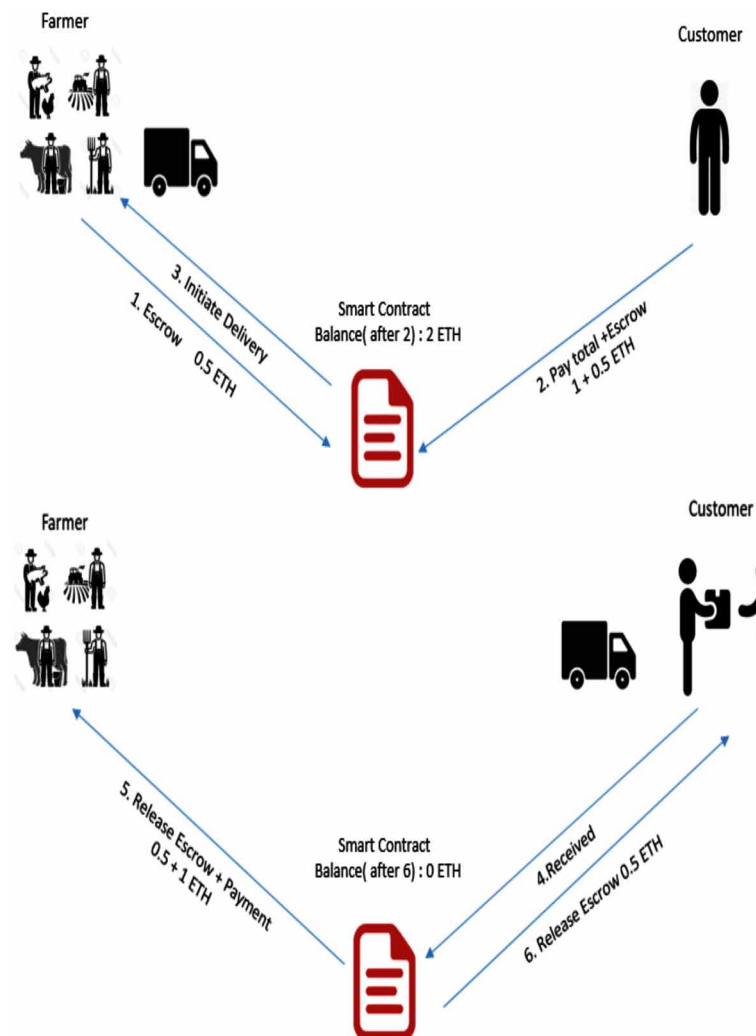 Farmer
Customer
3. Initiate Delivery
1. Escrow 0.5 ETH
Smart Contract
Balance( after 2) : 2 ETH
2. Pay total +Escrow
1 + 0.5 ETH
Farmer
Customer
5. Release Escrow + Payment
0.5 + 1 ETH
Smart Contract
Balance( after 6) : 0 ETH
4.Received
6. Release Escrow 0.5 ETH